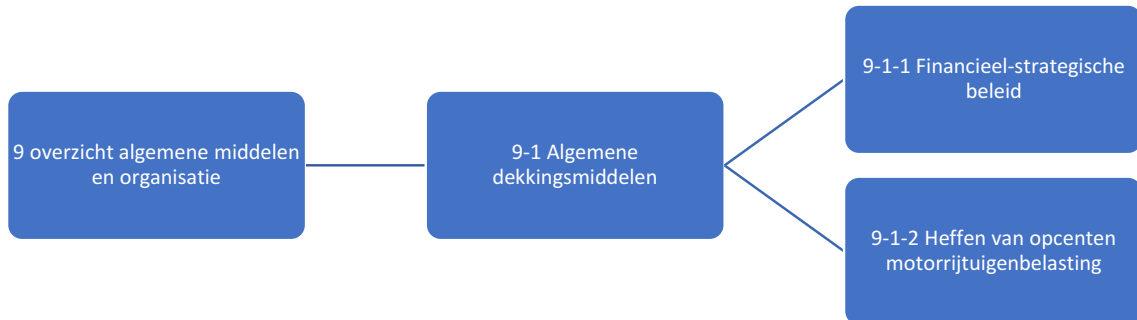 9 overzicht algemene middelen
en organisatie
9-1 Algemene
dekkingsmiddelen
9-1-1 Financieel-strategische
beleid
9-1-2 Heffen van opcenten
motorrijtuigenbelasting